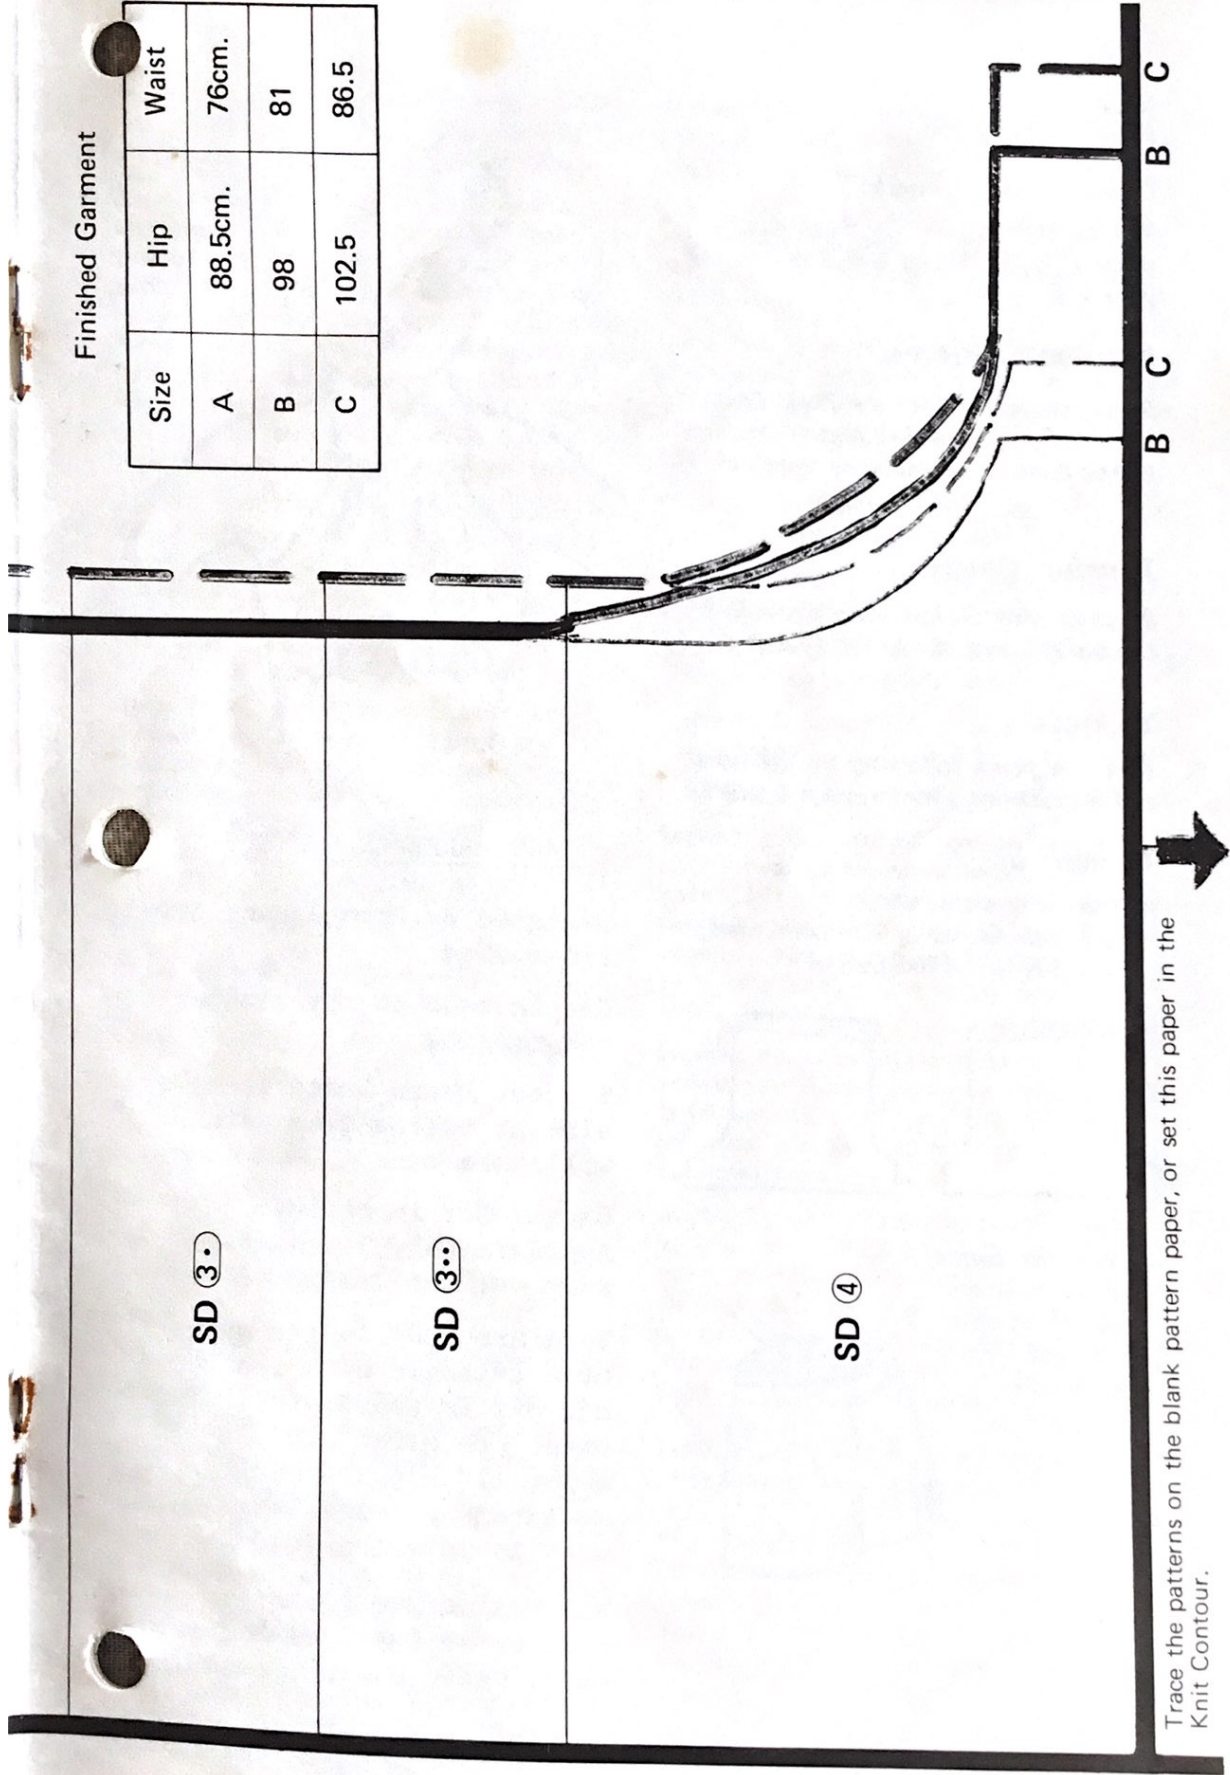 Finished Garment
Size Hip Waist
A 88.5cm. 76cm.
B 98 81
C 102.5 86.5
SD 3•
SD 3••
SD 4
B C B C
Trace the patterns on the blank pattern paper, or set this paper in the
Knit Contour.